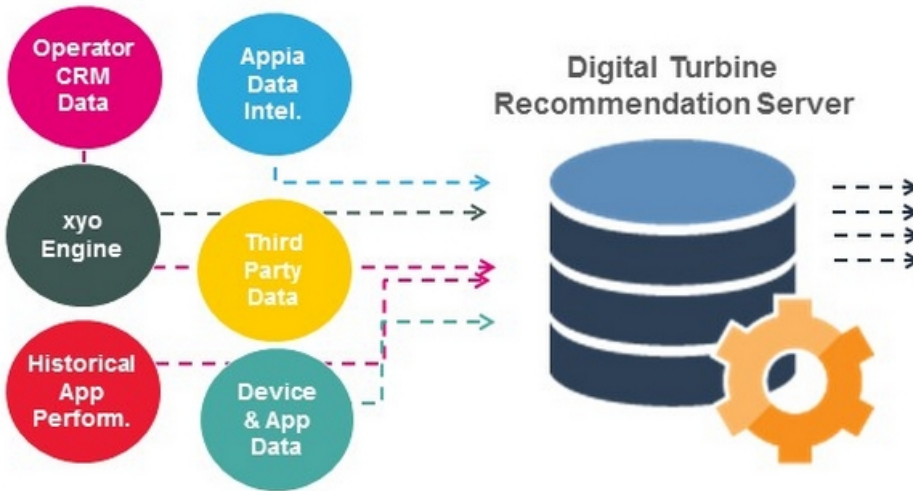 Operator
CRM
Data
Appia
Data
Intel.
Digital Turbine
Recommendation Server
xyo
Engine
Third
Party
Data
Historical
App
Perform.
Device
& App
Data